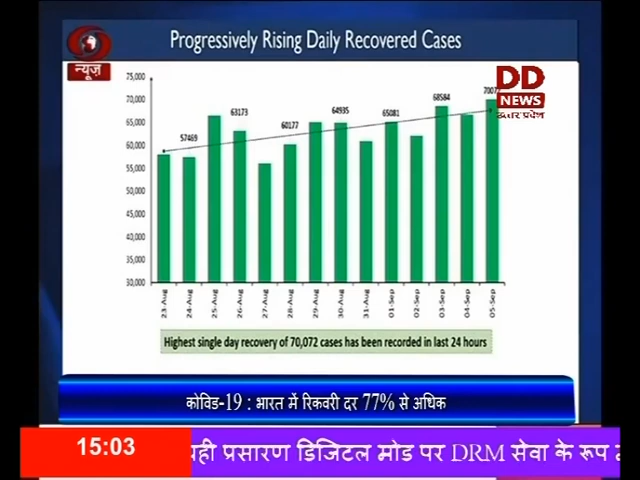 Progressively Rising Daily Recovered Cases
न्यूज़
DD
NEWS
उत्तर प्रदेश
75,000
70,000
65,000
60,000
55,000
50,000
45,000
40,000
35,000
30,000
57469
63173
60177
64935
65081
68584
23-Aug
24-Aug
25-Aug
26-Aug
27-Aug
28-Aug
29-Aug
30-Aug
31-Aug
01-Sep
02-Sep
03-Sep
04-Sep
05-Sep
Highest single day recovery of 70,072 cases has been recorded in last 24 hours
कोविड-19 : भारत में रिकवरी दर 77% से अधिक
15:03 यही प्रसारण डिजिटल मोड पर DRM सेवा के रूप